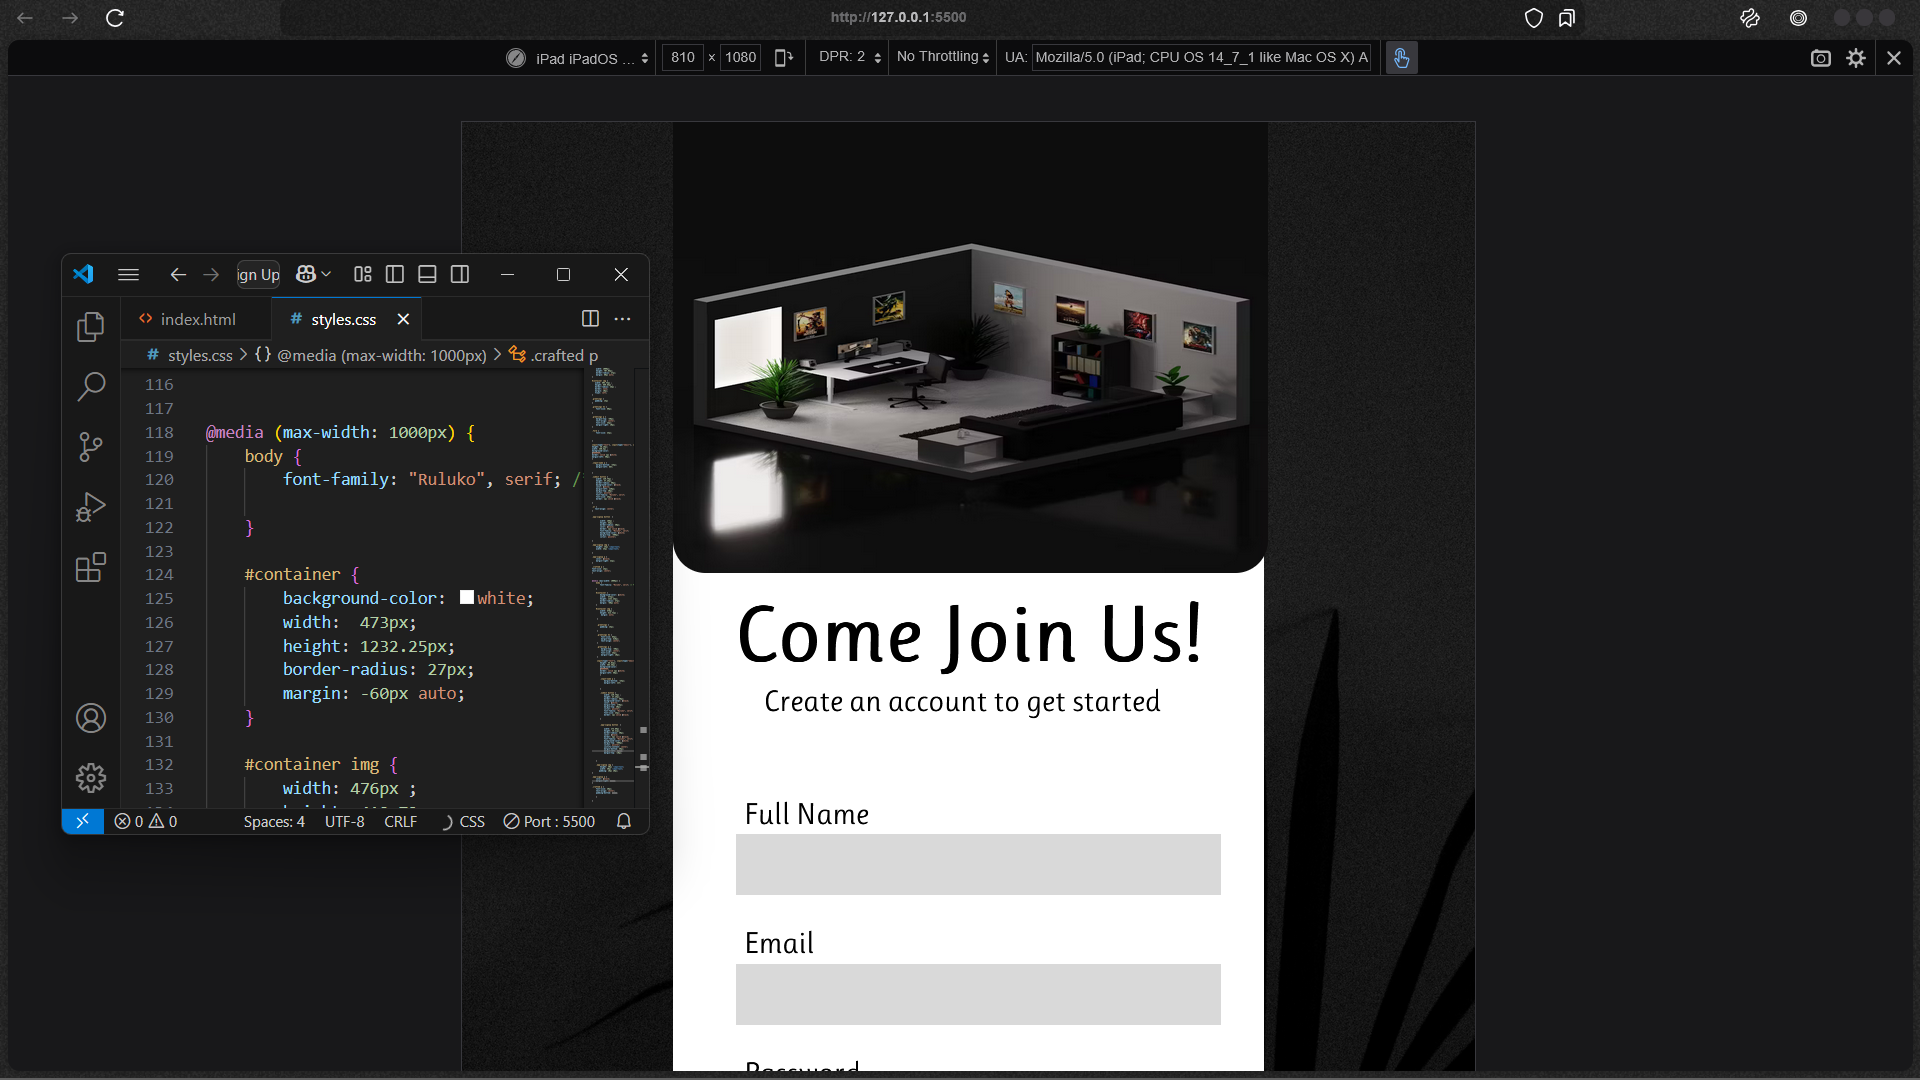 http://127.0.0.1:5500
iPad iPadOS ...
810 x 1080
DPR: 2
No Throttling
UA: Mozilla/5.0 (iPad; CPU OS 14_7_1 like Mac OS X) A
ign Up
index.html
# styles.css
# styles.css > {} @media (max-width: 1000px) > .crafted p
116
117
118 @media (max-width: 1000px) {
119 body {
120 font-family: "Ruluko", serif; /
121
122 }
123
124 #container {
125 background-color: white;
126 width:  473px;
127 height: 1232.25px;
128 border-radius: 27px;
129 margin: -60px auto;
130 }
131
132 #container img {
133 width: 476px ;
0 0
Spaces: 4
UTF-8
CRLF
CSS
Port : 5500
Come Join Us!
Create an account to get started
Full Name
Email
Password